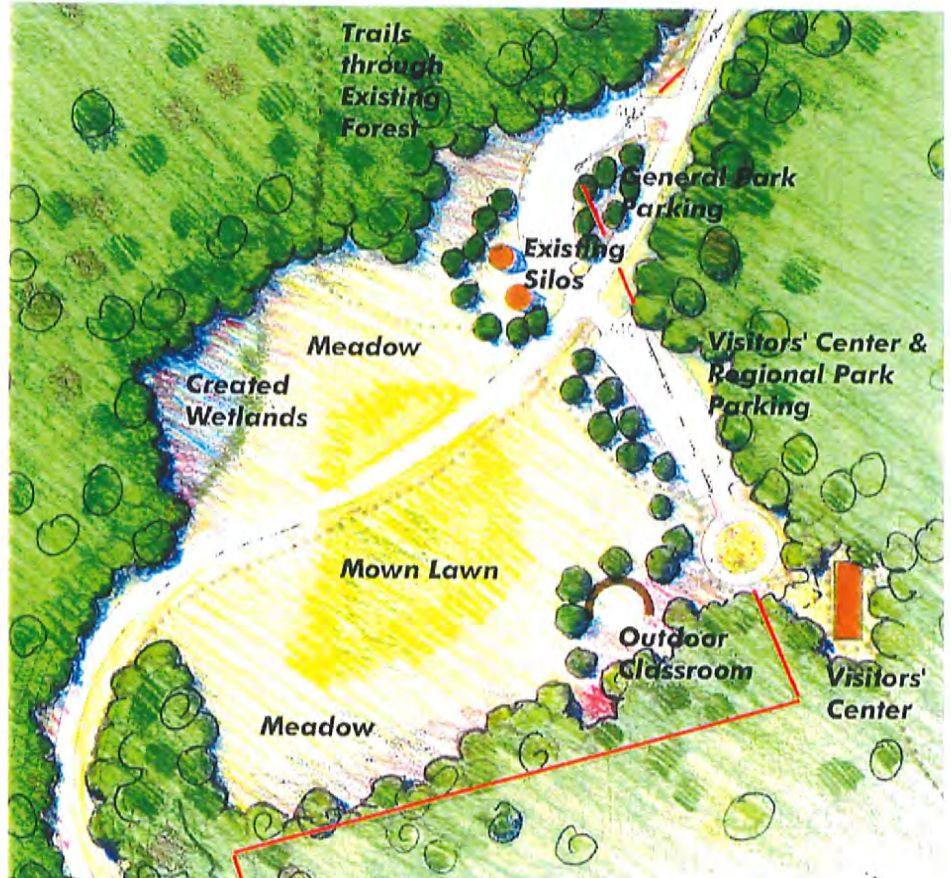 Trails
through
Existing
Forest
General Park
Parking
Existing
Silos
Meadow
Visitors' Center &
Regional Park
Parking
Created
Wetlands
Mown Lawn
Outdoor
Classroom
Visitors'
Center
Meadow